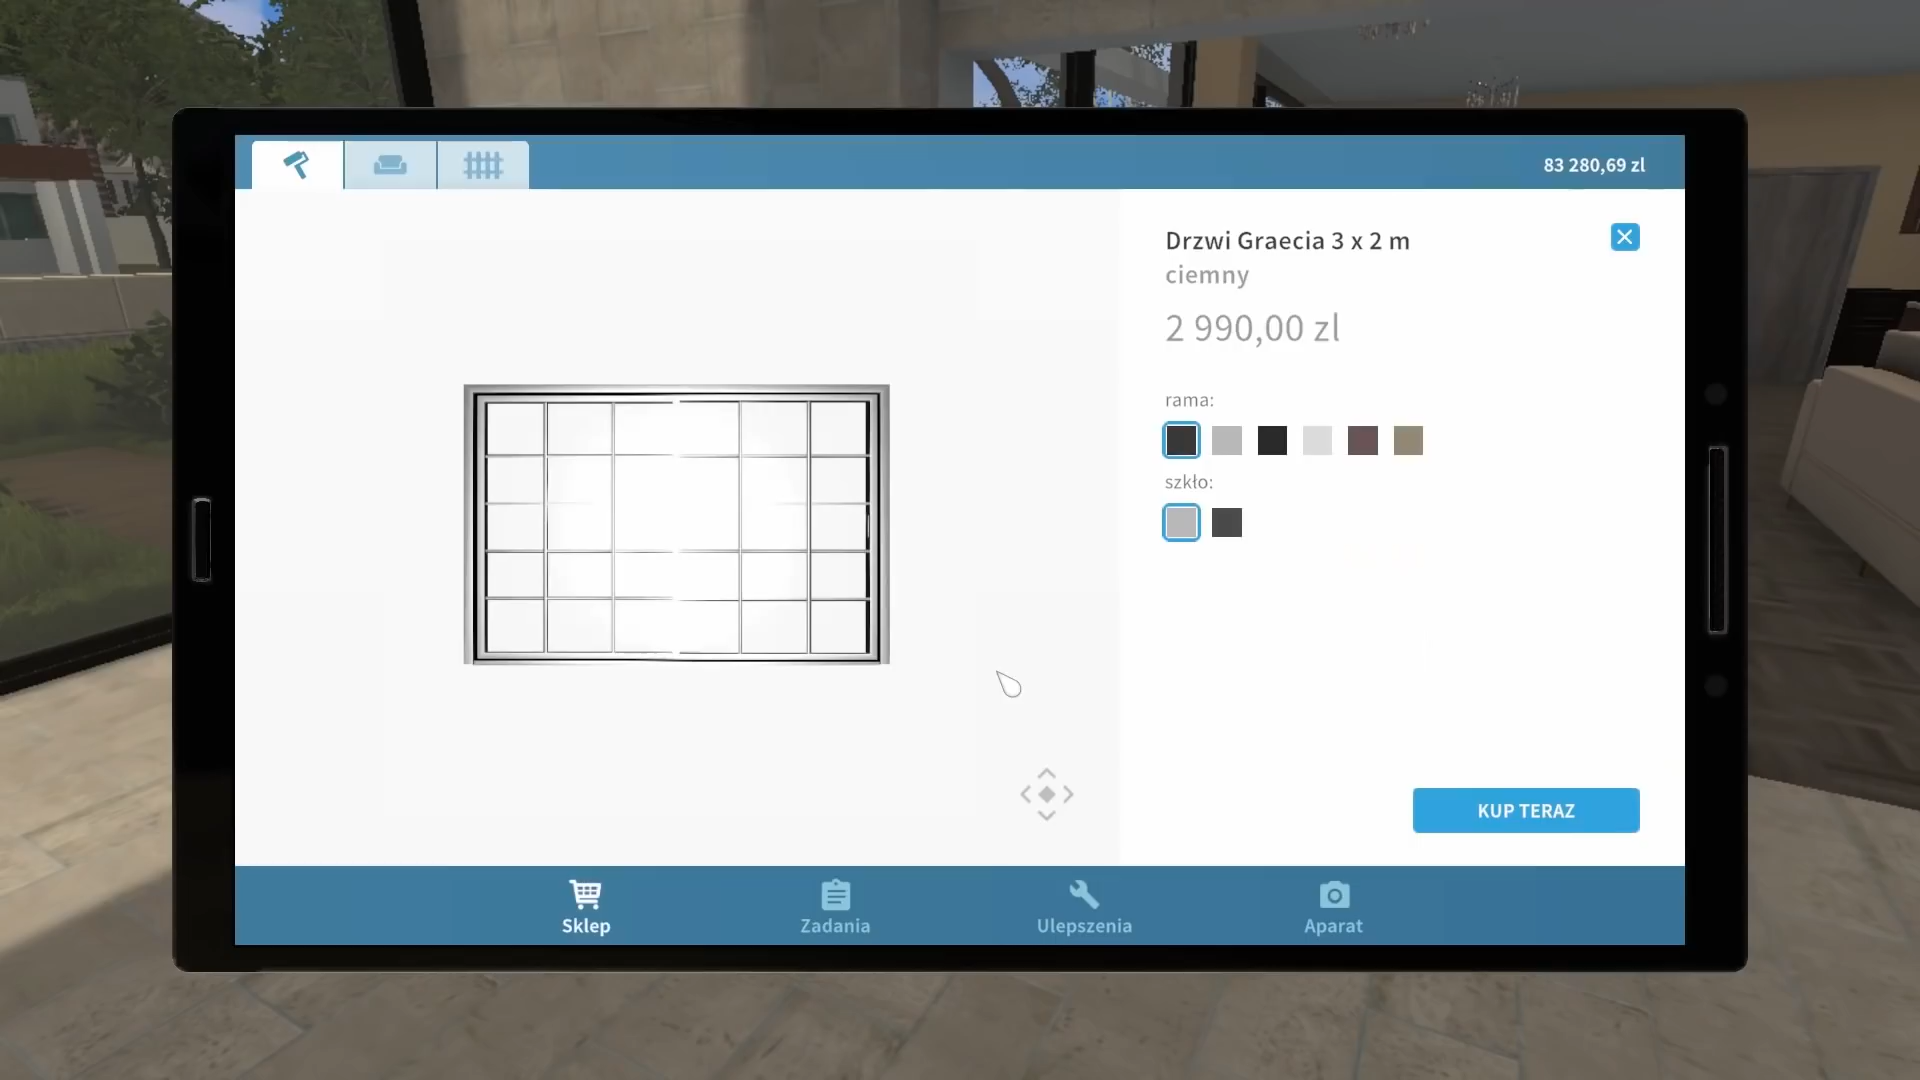 83 280,69 zl
Drzwi Graecia 3 x 2 m
ciemny
2 990,00 zl
rama:
szkło:
KUP TERAZ
Sklep
Zadania
Ulepszenia
Aparat